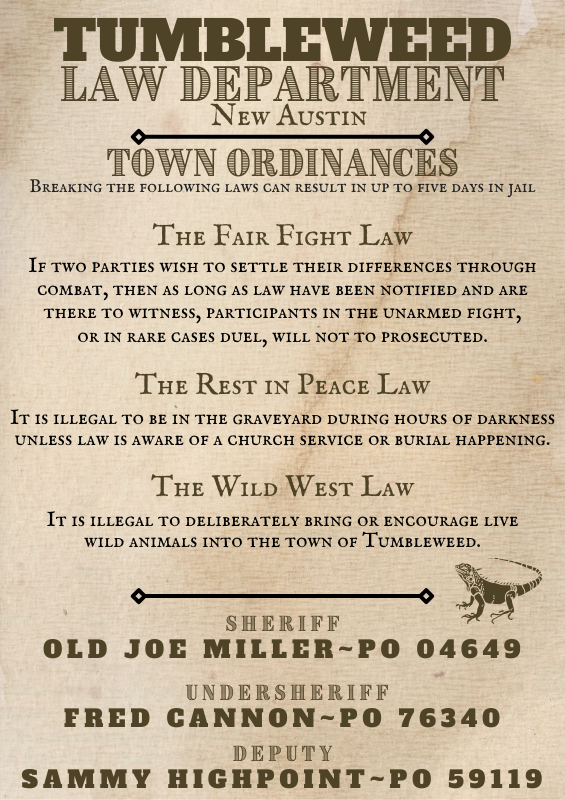 TUMBLEWEED
LAW DEPARTMENT
New Austin
TOWN ORDINANCES
Breaking the following laws can result in up to five days in jail
The Fair Fight Law
If two parties wish to settle their differences through
combat, then as long as law have been notified and are
there to witness, participants in the unarmed fight,
or in rare cases duel, will not to prosecuted.
The Rest in Peace Law
It is illegal to be in the graveyard during hours of darkness
unless law is aware of a church service or burial happening.
The Wild West Law
It is illegal to deliberately bring or encourage live
wild animals into the town of Tumbleweed.
SHERIFF
OLD JOE MILLER~PO 04649
UNDERSHERIFF
FRED CANNON~PO 76340
DEPUTY
SAMMY HIGHPOINT~PO 59119